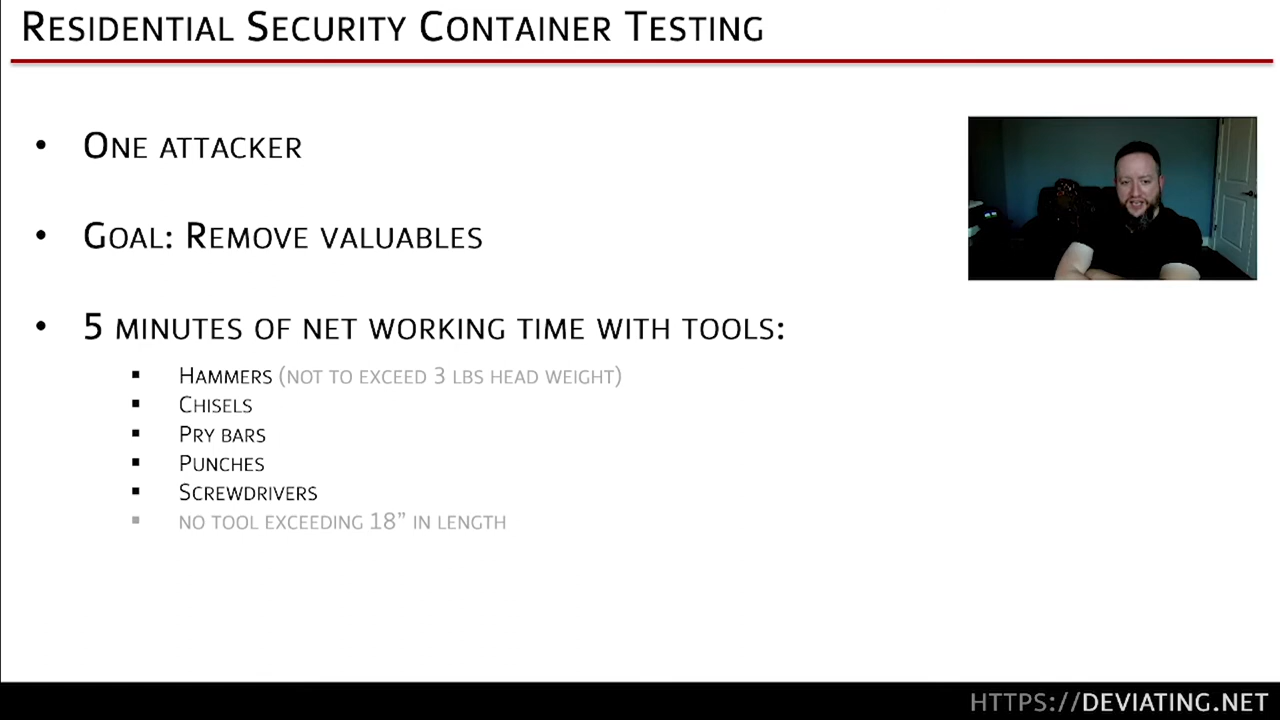 Residential Security Container Testing
• One attacker
• Goal: Remove valuables
• 5 minutes of net working time with tools:
▪ Hammers (not to exceed 3 lbs head weight)
▪ Chisels
▪ Pry bars
▪ Punches
▪ Screwdrivers
▪ no tool exceeding 18” in length
https://deviating.net